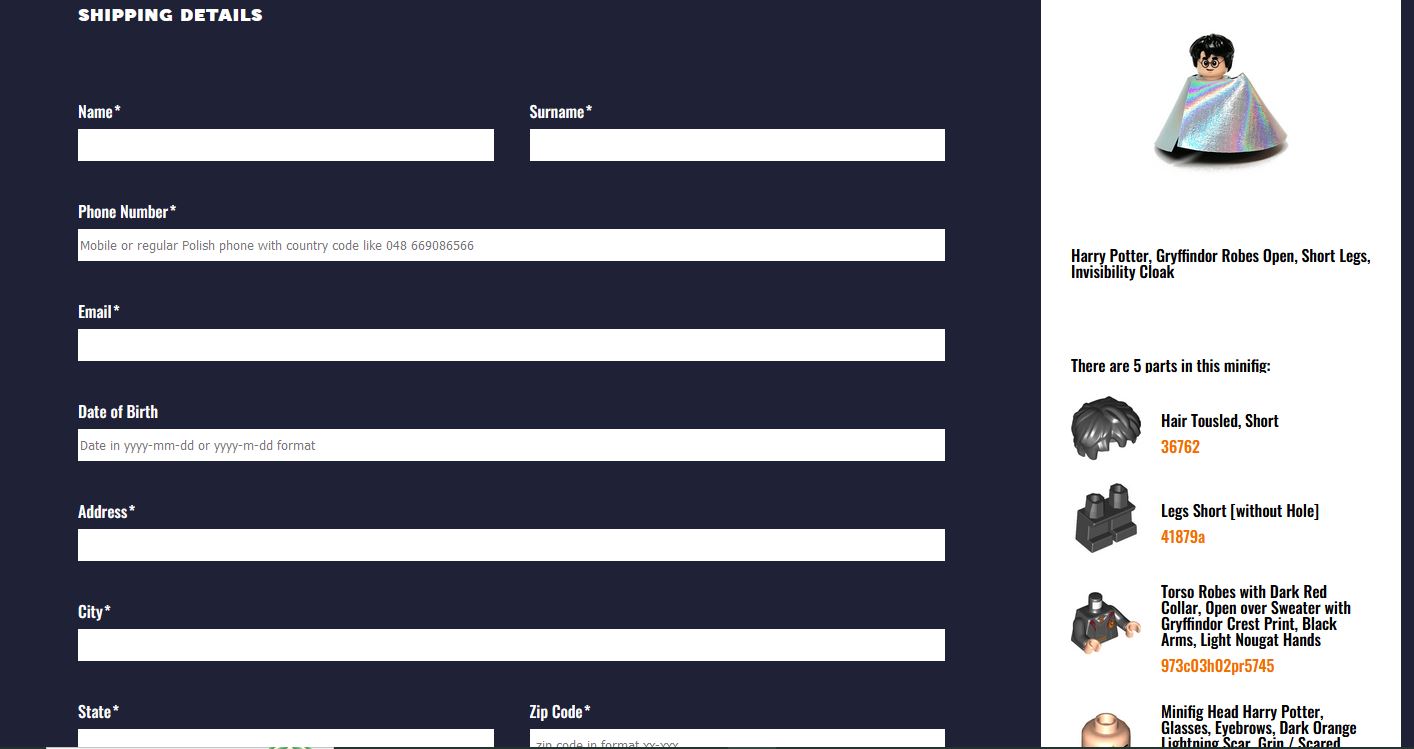 SHIPPING DETAILS
Name*
Surname*
Phone Number*
Mobile or regular Polish phone with country code like 048 669086566
Email*
Date of Birth
Date in yyyy-mm-dd or yyyy-m-dd format
Address*
City*
State*
Zip Code*
zip code in format xx-xxx
Harry Potter, Gryffindor Robes Open, Short Legs,
Invisibility Cloak
There are 5 parts in this minifig:
Hair Tousled, Short
36762
Legs Short [without Hole]
41879a
Torso Robes with Dark Red
Collar, Open over Sweater with
Gryffindor Crest Print, Black
Arms, Light Nougat Hands
973c03h02pr5745
Minifig Head Harry Potter,
Glasses, Eyebrows, Dark Orange
Lightning Scar, Grin / Scared